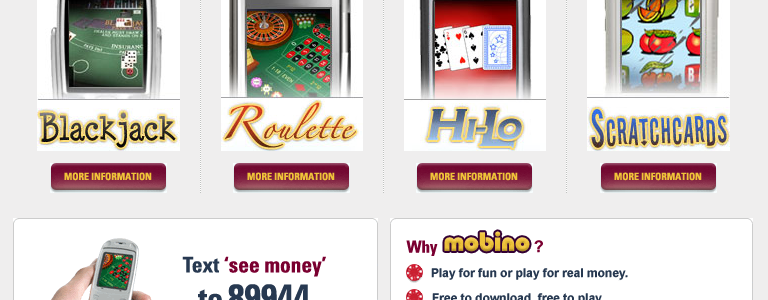 Blackjack Roulette Hi-Lo Scratchcards
MORE INFORMATION MORE INFORMATION MORE INFORMATION MORE INFORMATION
Text ‘see money’
to 89944
Why mobino ?
Play for fun or play for real money.
Free to download, free to play